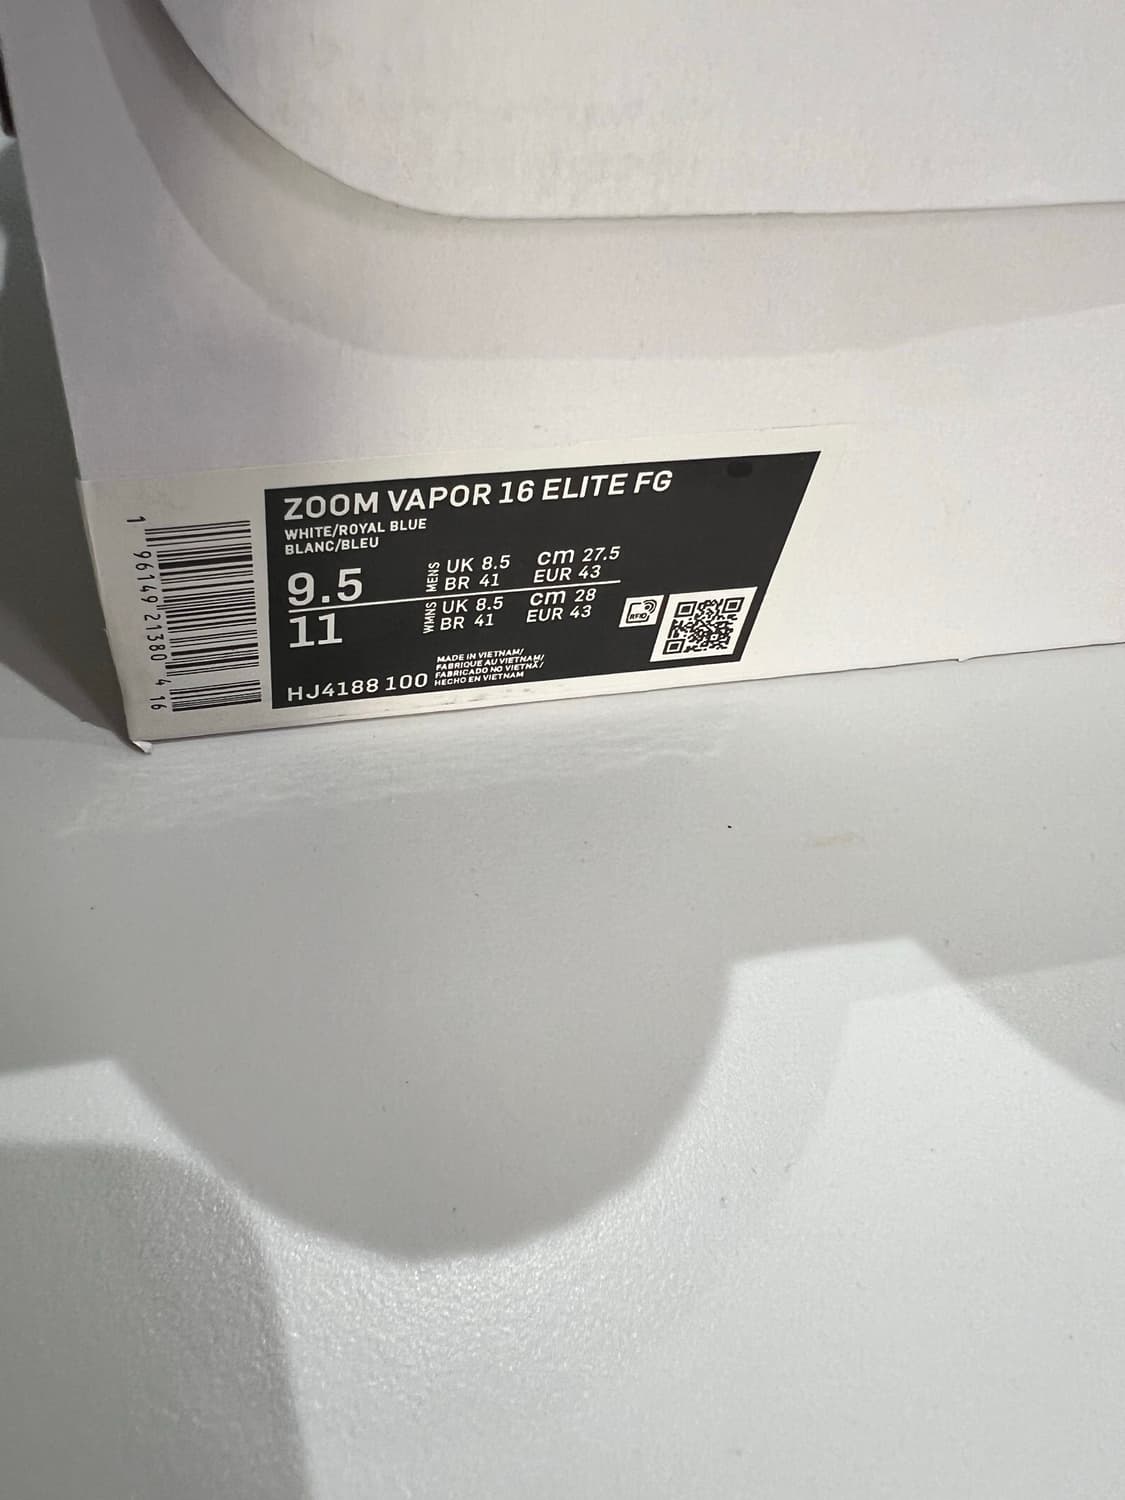 ZOOM VAPOR 16 ELITE FG
WHITE/ROYAL BLUE
BLANC/BLEU
9.5
MENS UK 8.5 cm 27.5
BR 41 EUR 43
11
WMNS UK 8.5 cm 28
BR 41 EUR 43
RFID
HJ4188 100
MADE IN VIETNAM/
FABRIQUE AU VIETNAM/
FABRICADO NO VIETNÃ/
HECHO EN VIETNAM
1 96149 21380 4 16